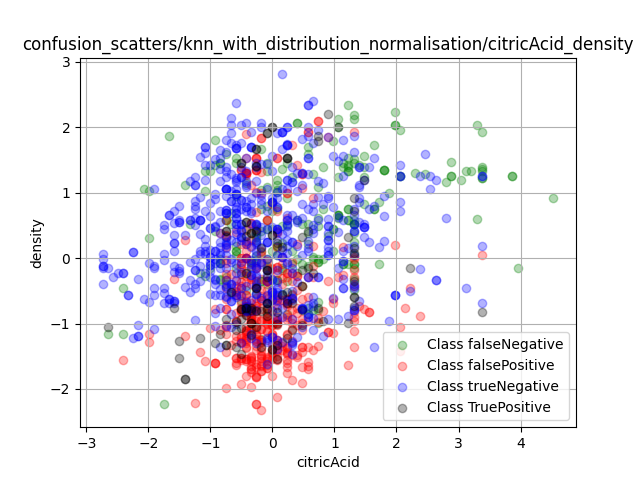 confusion_scatters/knn_with_distribution_normalisation/citricAcid_density
3
2
1
0
−1
−2
density
−3
−2
−1
0
1
2
3
4
citricAcid
Class falseNegative
Class falsePositive
Class trueNegative
Class TruePositive